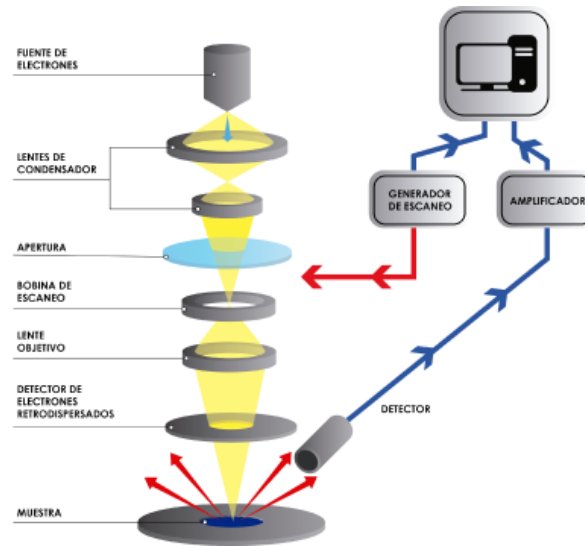 FUENTE DE
ELECTRONES
LENTES DE
CONDENSADOR
APERTURA
BOBINA DE
ESCANEO
LENTE
OBJETIVO
DETECTOR DE
ELECTRONES
RETRODISPERSADOS
MUESTRA
GENERADOR
DE ESCANEO
AMPLIFICADOR
DETECTOR